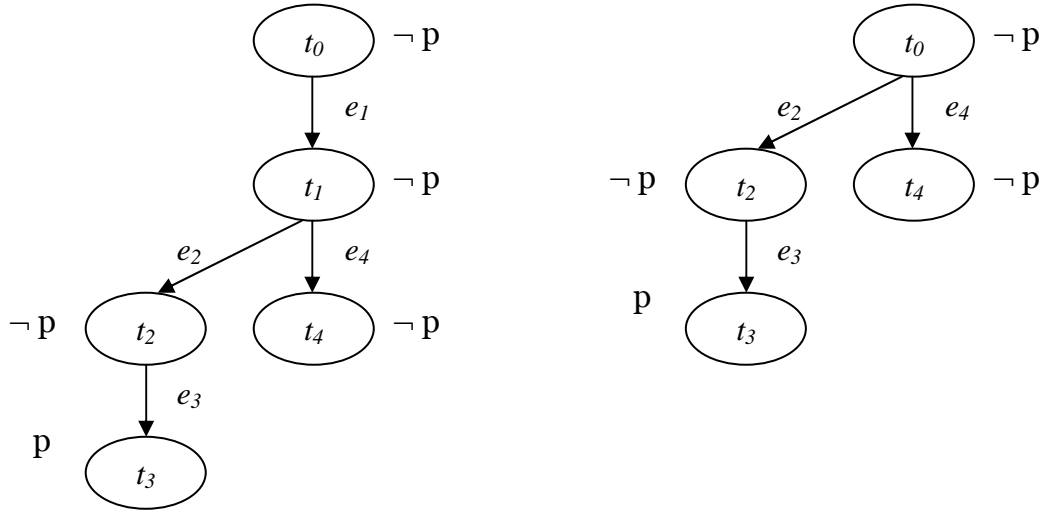 t₀ ¬ p
e₁
t₁ ¬ p
e₂ e₄
¬ p t₂ t₄ ¬ p
e₃
p
t₃
t₀ ¬ p
e₂ e₄
¬ p t₂ t₄ ¬ p
e₃
p
t₃